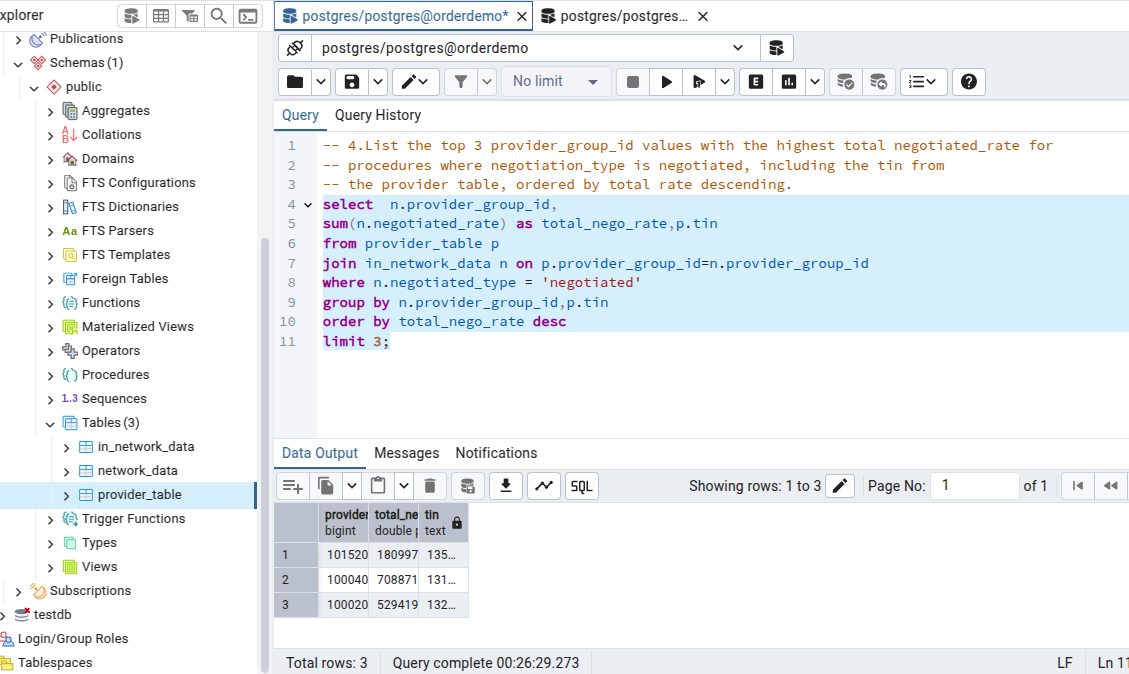 xplorer
Publications
Schemas (1)
public
Aggregates
Collations
Domains
FTS Configurations
FTS Dictionaries
Aa FTS Parsers
FTS Templates
Foreign Tables
Functions
Materialized Views
Operators
Procedures
1..3 Sequences
Tables (3)
in_network_data
network_data
provider_table
Trigger Functions
Types
Views
Subscriptions
testdb
Login/Group Roles
Tablespaces
postgres/postgres@orderdemo* postgres/postgres...
postgres/postgres@orderdemo
No limit E
Query Query History
1 -- 4.List the top 3 provider_group_id values with the highest total negotiated_rate for
2 -- procedures where negotiation_type is negotiated, including the tin from
3 -- the provider table, ordered by total rate descending.
4 select  n.provider_group_id,
5 sum(n.negotiated_rate) as total_nego_rate,p.tin
6 from provider_table p
7 join in_network_data n on p.provider_group_id=n.provider_group_id
8 where n.negotiated_type = 'negotiated'
9 group by n.provider_group_id,p.tin
10 order by total_nego_rate desc
11 limit 3;
Data Output Messages Notifications
SQL Showing rows: 1 to 3 Page No: 1 of 1
provider total_ne tin
bigint double p text
1 101520 180997 135...
2 100040 708871 131...
3 100020 529419 132...
Total rows: 3 Query complete 00:26:29.273 LF Ln 11